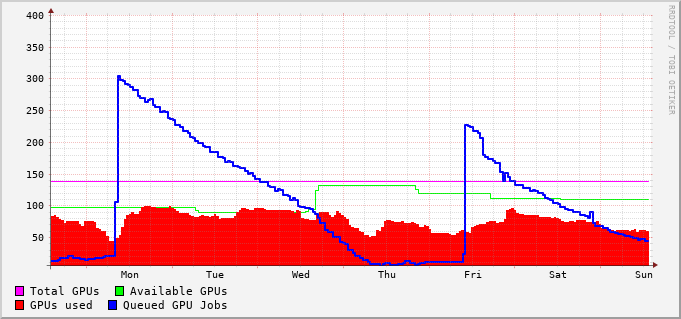 400
350
300
250
200
150
100
50
Mon Tue Wed Thu Fri Sat Sun
Total GPUs Available GPUs
GPUs used Queued GPU Jobs
RRDTOOL / TOBI OETIKER